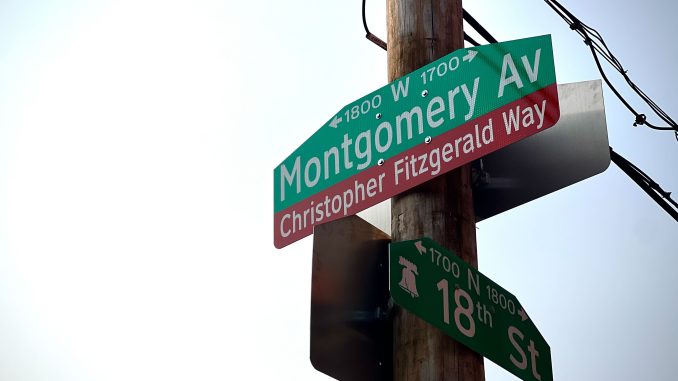 ← 1800 W 1700 →
Montgomery Av
Christopher Fitzgerald Way
← 1700 N 1800 →
18th St